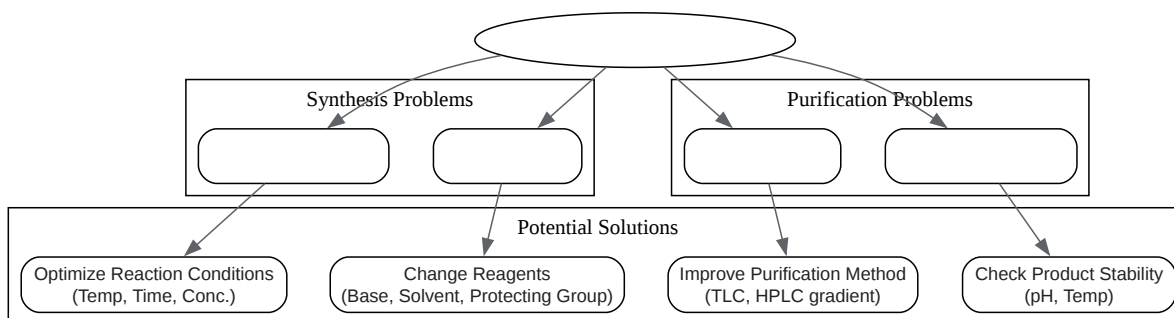 Synthesis Problems
Purification Problems
Potential Solutions
Optimize Reaction Conditions
(Temp, Time, Conc.)
Change Reagents
(Base, Solvent, Protecting Group)
Improve Purification Method
(TLC, HPLC gradient)
Check Product Stability
(pH, Temp)